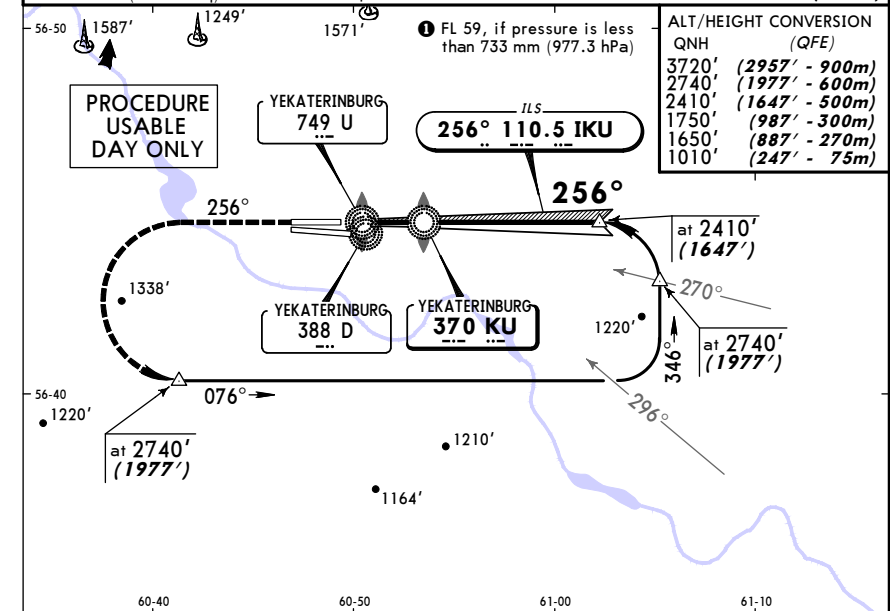 56-50
1587'
1249'
1571'
1 FL 59, if pressure is less
than 733 mm (977.3 hPa)
ALT/HEIGHT CONVERSION
QNH (QFE)
3720' (2957' - 900m)
2740' (1977' - 600m)
2410' (1647' - 500m)
1750' (987' - 300m)
1650' (887' - 270m)
1010' (247' - 75m)
PROCEDURE
USABLE
DAY ONLY
YEKATERINBURG
749 U
ILS
256° 110.5 IKU
256°
256°
at 2410'
(1647')
270°
1338'
YEKATERINBURG
388 D
YEKATERINBURG
370 KU
1220'
346°
at 2740'
(1977')
56-40
076°
296°
1220'
at 2740'
(1977')
1210'
1164'
60-40
60-50
61-00
61-10